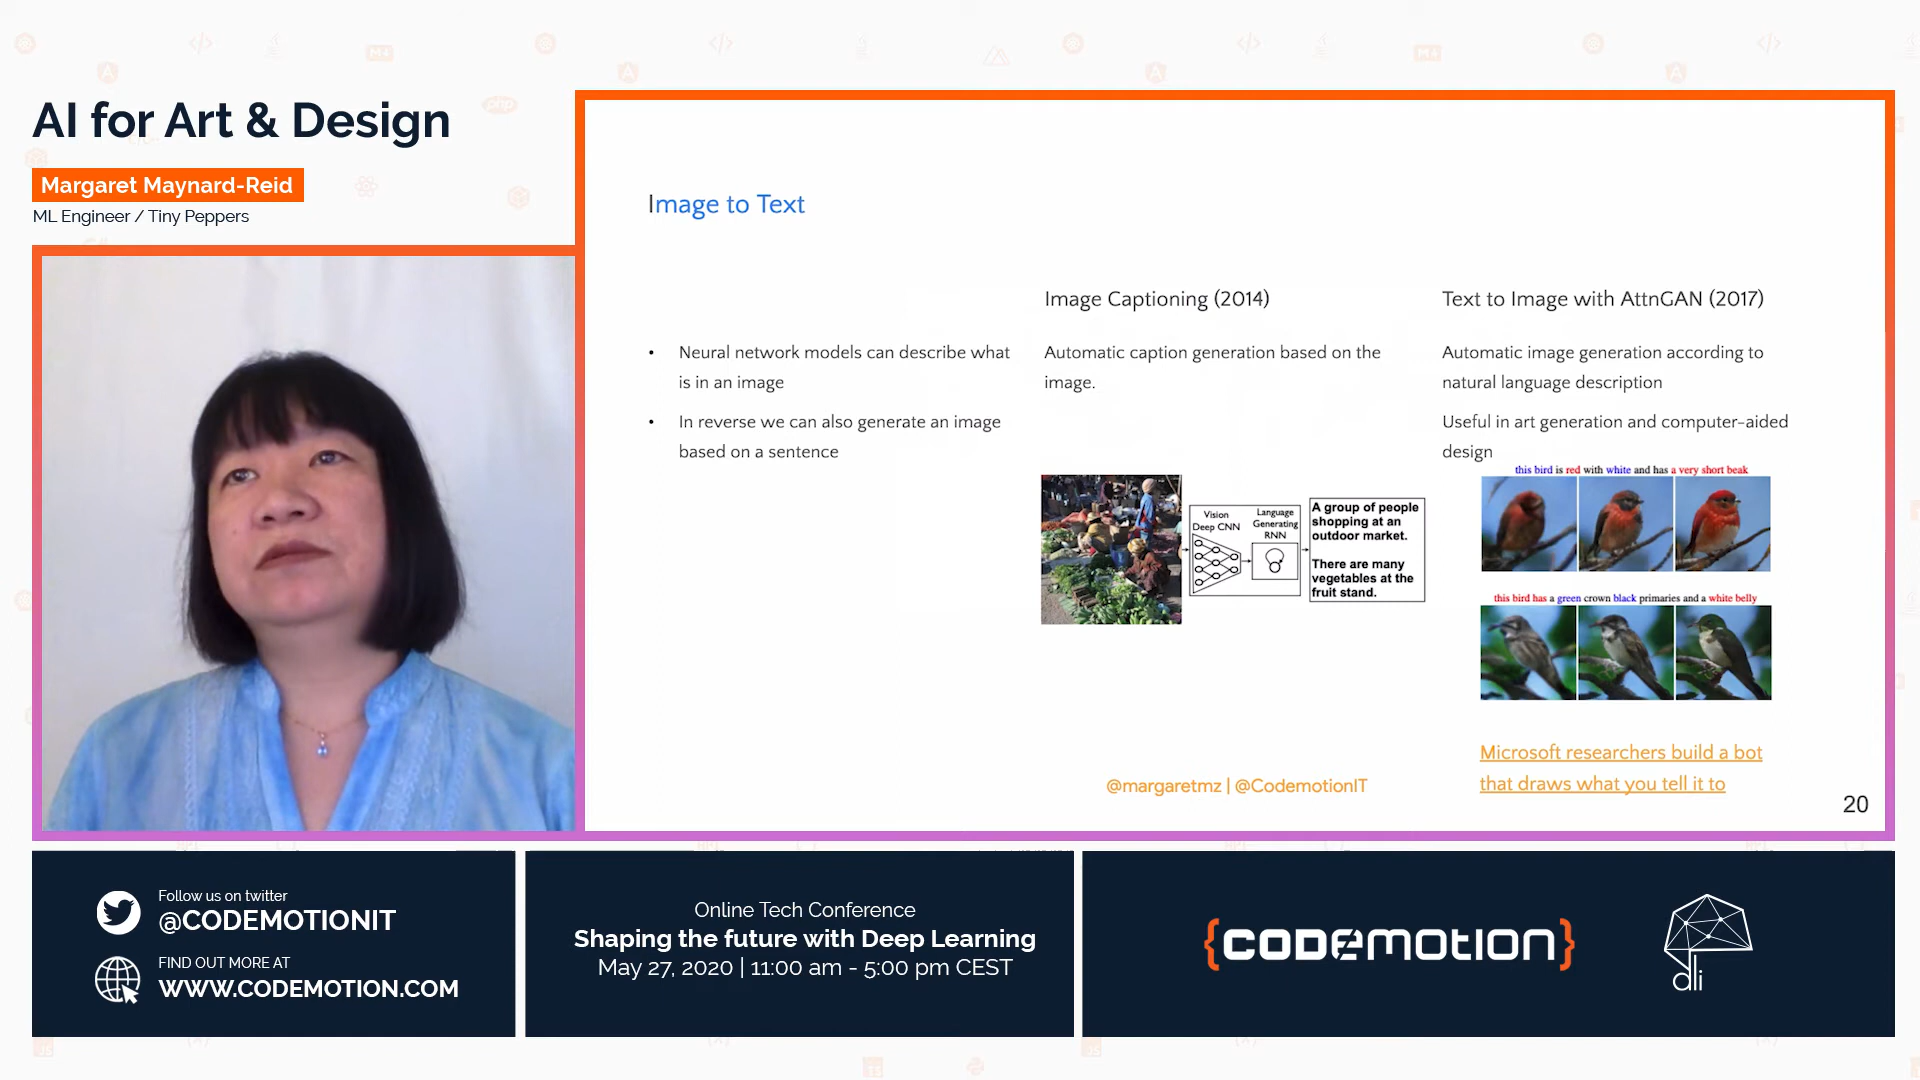 AI for Art & Design
Margaret Maynard-Reid
ML Engineer / Tiny Peppers
Image to Text
• Neural network models can describe what
is in an image
• In reverse we can also generate an image
based on a sentence
Image Captioning (2014)
Automatic caption generation based on the
image.
Vision
Deep CNN
Language
Generating
RNN
A group of people
shopping at an
outdoor market.
There are many
vegetables at the
fruit stand.
Text to Image with AttnGAN (2017)
Automatic image generation according to
natural language description
Useful in art generation and computer-aided
design
this bird is red with white and has a very short beak
this bird has a green crown black primaries and a white belly
Microsoft researchers build a bot
that draws what you tell it to
@margaretmz | @CodemotionIT
20
Follow us on twitter
@CODEMOTIONIT
FIND OUT MORE AT
WWW.CODEMOTION.COM
Online Tech Conference
Shaping the future with Deep Learning
May 27, 2020 | 11:00 am - 5:00 pm CEST
{CODEMOTION}
dli